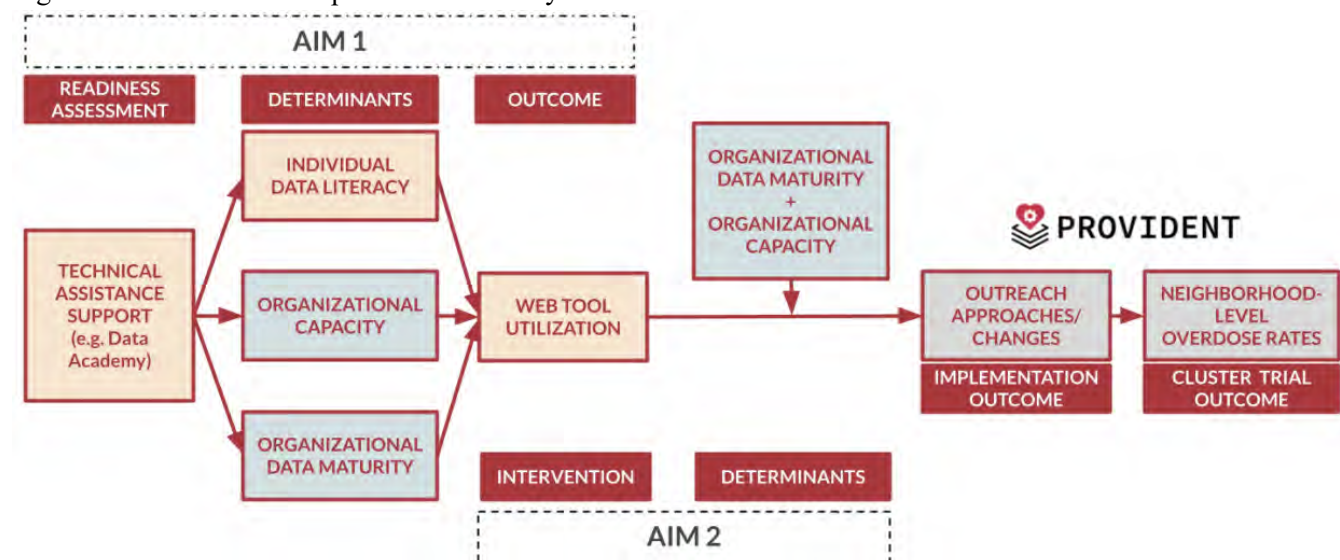 AIM 1
READINESS
ASSESSMENT
DETERMINANTS
OUTCOME
INDIVIDUAL
DATA LITERACY
TECHNICAL
ASSISTANCE
SUPPORT
(e.g. Data
Academy)
ORGANIZATIONAL
CAPACITY
ORGANIZATIONAL
DATA MATURITY
WEB TOOL
UTILIZATION
ORGANIZATIONAL
DATA MATURITY
+
ORGANIZATIONAL
CAPACITY
PROVIDENT
OUTREACH
APPROACHES/
CHANGES
NEIGHBORHOOD-
LEVEL
OVERDOSE RATES
IMPLEMENTATION
OUTCOME
CLUSTER TRIAL
OUTCOME
INTERVENTION
DETERMINANTS
AIM 2